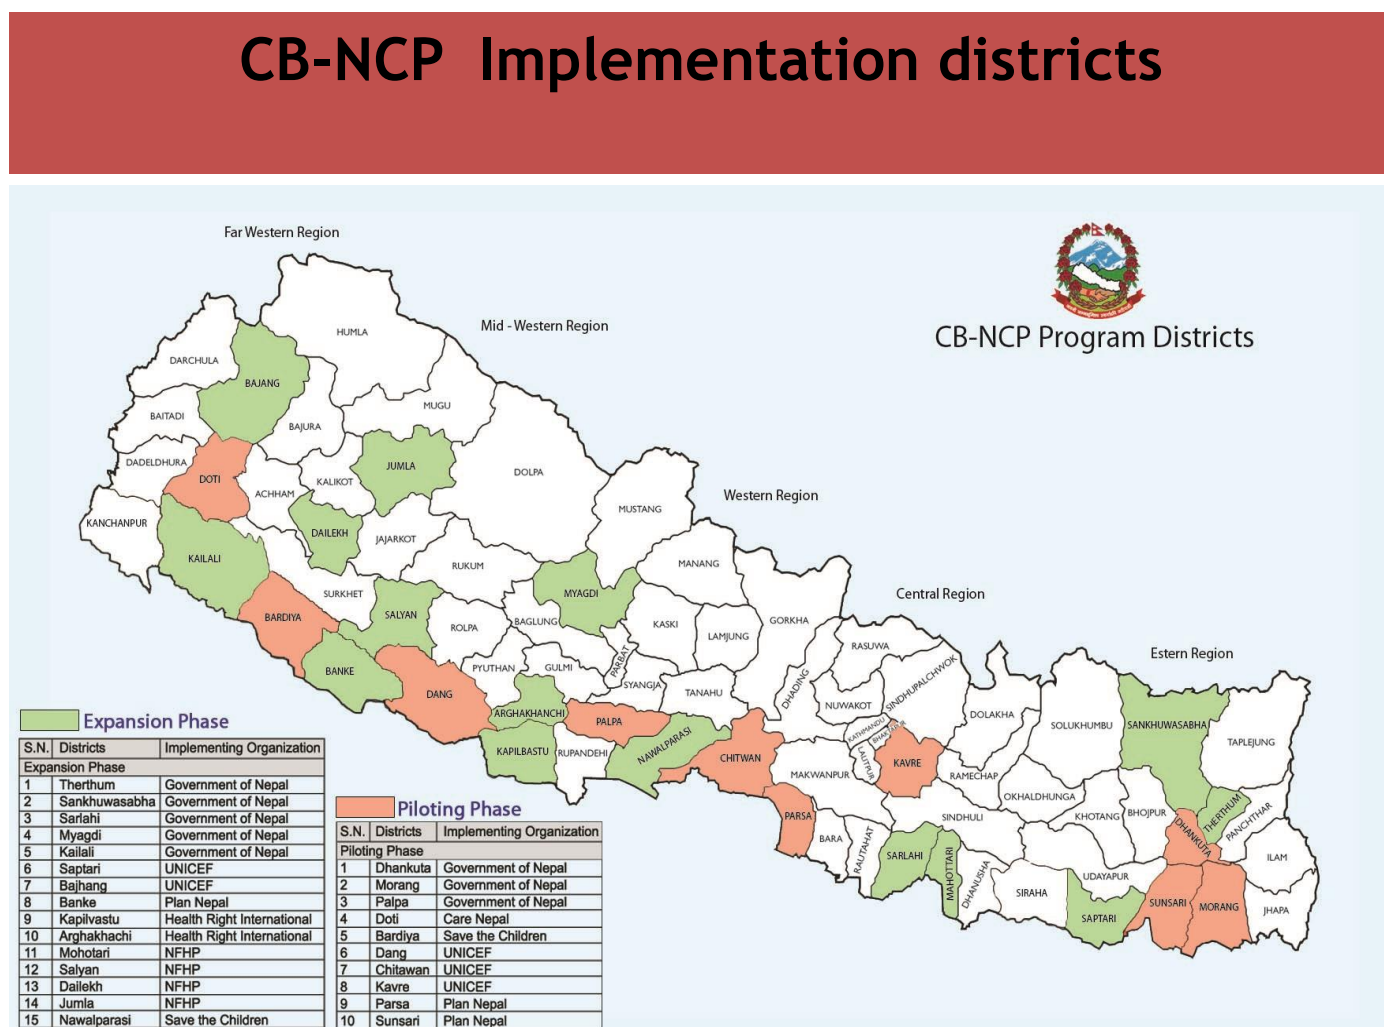 CB-NCP Implementation districts
Far Western Region
Mid - Western Region
CB-NCP Program Districts
Western Region
Central Region
Estern Region
HUMLA
DARCHULA
BAJANG
BAITADI
BAJURA
MUGU
DADELDHURA
DOTI
JUMLA
DOLPA
ACHHAM
KALIKOT
KANCHANPUR
DAILEKH
JAJARKOT
MUSTANG
KAILALI
RUKUM
MANANG
SURKHET
MYAGDI
BARDIYA
SALYAN
ROLPA
BAGLUNG
KASKI
LAMJUNG
GORKHA
RASUWA
BANKE
PYUTHAN
GULMI
PARBAT
SYANGJA
TANAHU
DHADING
NUWAKOT
SINDHUPALCHWOK
DANG
ARGHAKHANCHI
PALPA
KATHMANDU
BHAKTAPUR
LALITPUR
DOLAKHA
SOLUKHUMBU
SANKHUWASABHA
TAPLEJUNG
KAPILBASTU
RUPANDEHI
NAWALPARASI
CHITWAN
MAKWANPUR
KAVRE
RAMECHAP
OKHALDHUNGA
PARSA
BARA
RAUTAHAT
SINDHULI
KHOTANG
BHOJPUR
DHANKUTA
THERTHUM
PANCHTHAR
SARLAHI
MAHOTTARI
DHANUSHA
SIRAHA
UDAYAPUR
SAPTARI
SUNSARI
MORANG
ILAM
JHAPA
Expansion Phase
S.N. Districts Implementing Organization
Expansion Phase
1 Therthum Government of Nepal
2 Sankhuwasabha Government of Nepal
3 Sarlahi Government of Nepal
4 Myagdi Government of Nepal
5 Kailali Government of Nepal
6 Saptari UNICEF
7 Bajhang UNICEF
8 Banke Plan Nepal
9 Kapilvastu Health Right International
10 Arghakhachi Health Right International
11 Mohotari NFHP
12 Salyan NFHP
13 Dailekh NFHP
14 Jumla NFHP
15 Nawalparasi Save the Children
Piloting Phase
S.N. Districts Implementing Organization
Piloting Phase
1 Dhankuta Government of Nepal
2 Morang Government of Nepal
3 Palpa Government of Nepal
4 Doti Care Nepal
5 Bardiya Save the Children
6 Dang UNICEF
7 Chitawan UNICEF
8 Kavre UNICEF
9 Parsa Plan Nepal
10 Sunsari Plan Nepal